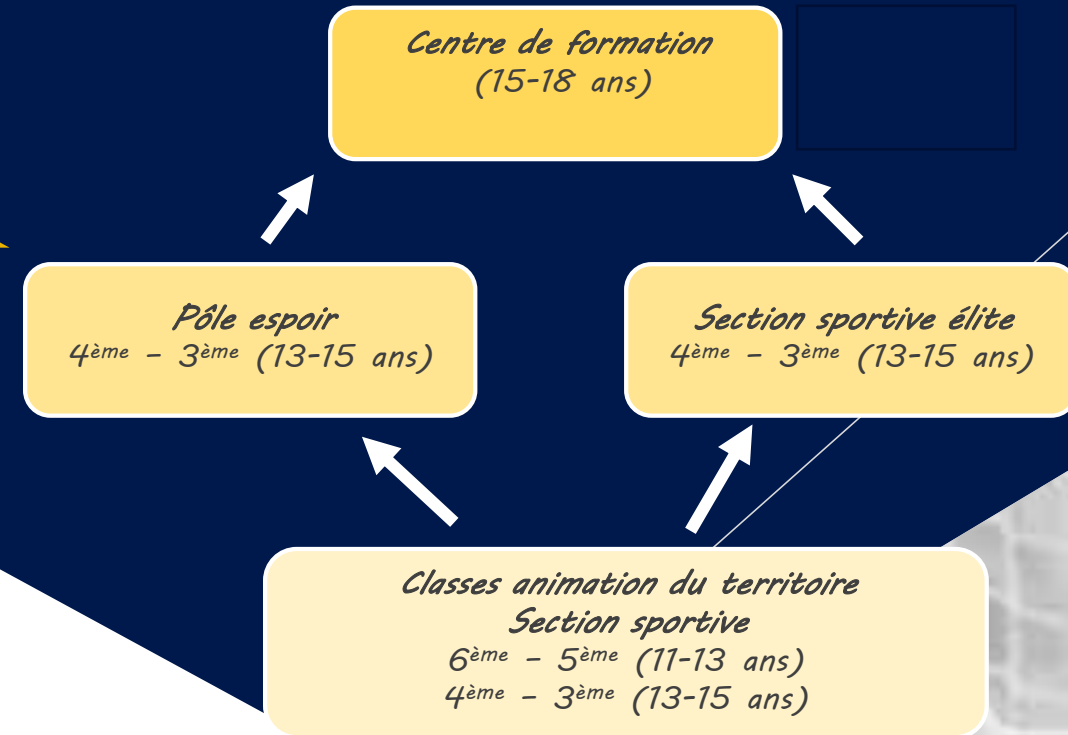 Centre de formation
(15-18 ans)
Pôle espoir
4ème - 3ème (13-15 ans)
Section sportive élite
4ème - 3ème (13-15 ans)
Classes animation du territoire
Section sportive
6ème - 5ème (11-13 ans)
4ème - 3ème (13-15 ans)